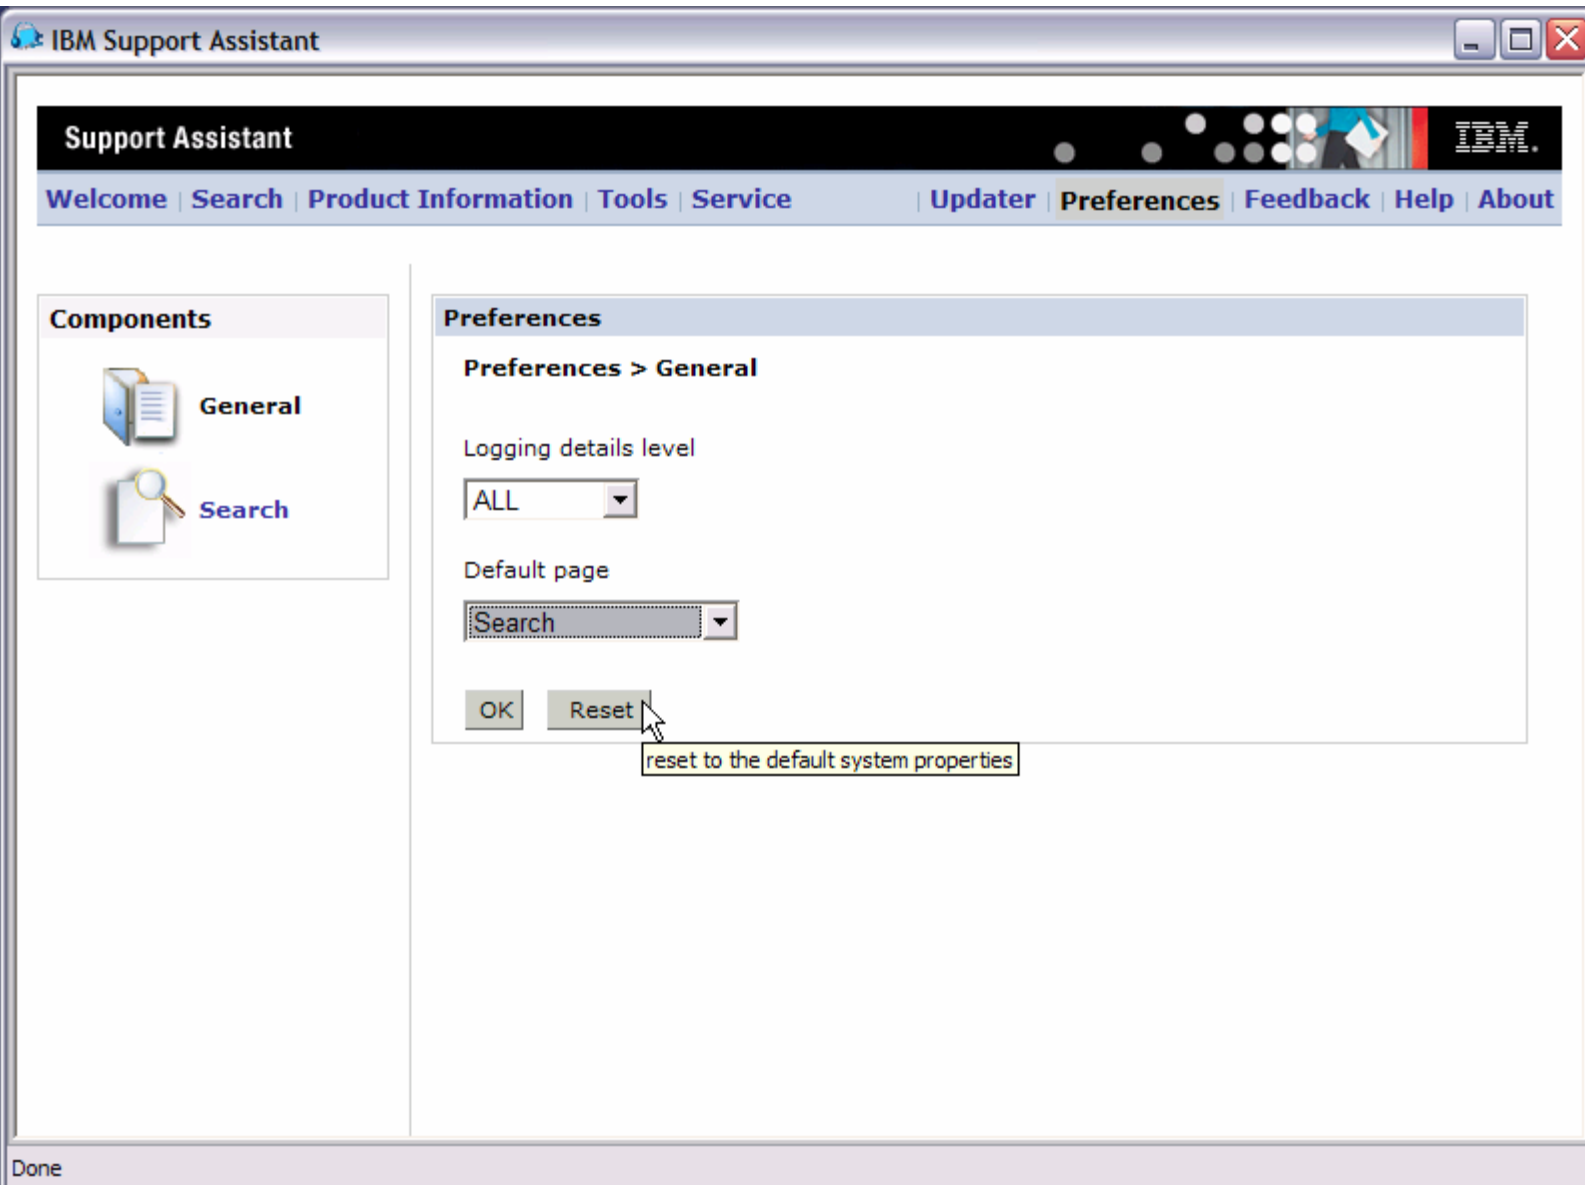 IBM Support Assistant
Support Assistant
IBM.
Welcome | Search | Product Information | Tools | Service | Updater | Preferences | Feedback | Help | About
Components
General
Search
Preferences
Preferences > General
Logging details level
ALL
Default page
Search
OK Reset
reset to the default system properties
Done